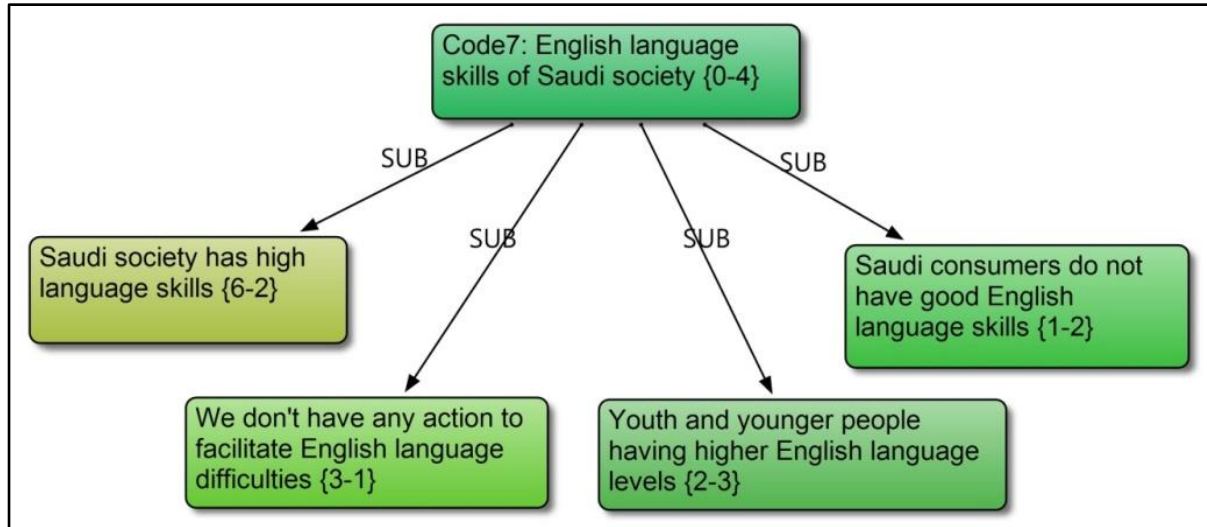 Code7: English language
skills of Saudi society {0-4}
SUB
SUB
SUB
SUB
Saudi society has high
language skills {6-2}
We don't have any action to
facilitate English language
difficulties {3-1}
Youth and younger people
having higher English language
levels {2-3}
Saudi consumers do not
have good English
language skills {1-2}